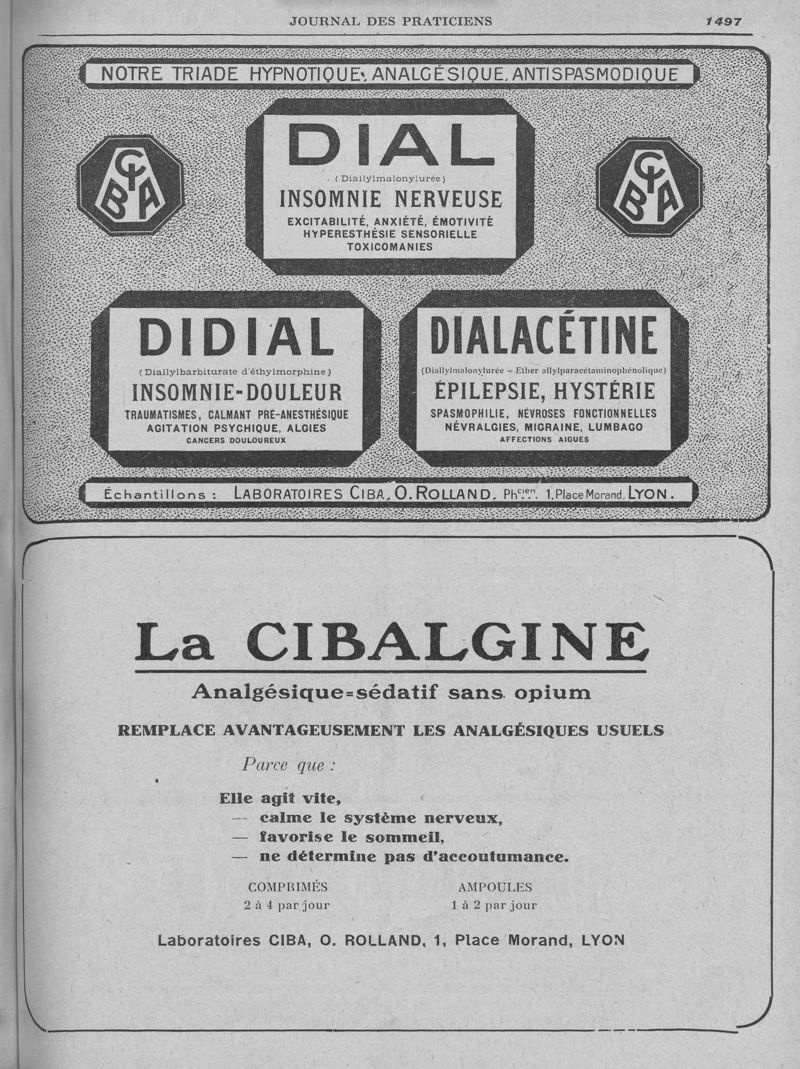 JOURNAL DES PRATICIENS 1497
NOTRE TRIADE HYPNOTIQUE, ANALGÉSIQUE, ANTISPASMODIQUE
CIBA
DIAL
(Diallylmalonylurée)
INSOMNIE NERVEUSE
EXCITABILITÉ, ANXIÉTÉ, ÉMOTIVITÉ
HYPERESTHÉSIE SENSORIELLE
TOXICOMANIES
CIBA
DIDIAL
(Diallylbarbiturate d'éthylmorphine)
INSOMNIE-DOULEUR
TRAUMATISMES, CALMANT PRÉ-ANESTHÉSIQUE
AGITATION PSYCHIQUE, ALGIES
CANCERS DOULOUREUX
DIALACÉTINE
(Diallylmalonylurée - Ether allylparacétaminophénolique)
ÉPILEPSIE, HYSTÉRIE
SPASMOPHILIE, NÉVROSES FONCTIONNELLES
NÉVRALGIES, MIGRAINE, LUMBAGO
AFFECTIONS AIGUES
Échantillons : LABORATOIRES CIBA, O. ROLLAND, Phcien. 1, Place Morand, LYON.
La CIBALGINE
Analgésique=sédatif sans opium
REMPLACE AVANTAGEUSEMENT LES ANALGÉSIQUES USUELS
Parce que :
Elle agit vite,
— calme le système nerveux,
— favorise le sommeil,
— ne détermine pas d'accoutumance.
COMPRIMÉS AMPOULES
2 à 4 par jour 1 à 2 par jour
Laboratoires CIBA, O. ROLLAND, 1, Place Morand, LYON